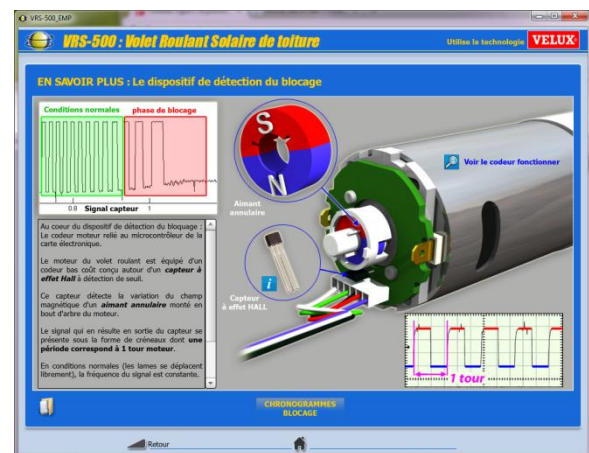 VRS-500_EMP
VRS-500 : Volet Roulant Solaire de toiture
Utilise la technologie VELUX
EN SAVOIR PLUS : Le dispositif de détection du blocage
Conditions normales
phase de blocage
0.8 Signal capteur 1
Au coeur du dispositif de détection du bloquage :
Le codeur moteur relié au microcontrôleur de la
carte électronique.
Le moteur du volet roulant est équipé d'un
codeur bas coût conçu autour d'un capteur à
effet Hall à détection de seuil.
Ce capteur détecte la variation du champ
magnétique d'un aimant annulaire monté en
bout d'arbre du moteur.
Le signal qui en résulte en sortie du capteur se
présente sous la forme de créneaux dont une
période correspond à 1 tour moteur.
En conditions normales (les lames se déplacent
librement), la fréquence du signal est constante.
S
N
Aimant
annulaire
i
Capteur
à effet HALL
Voir le codeur fonctionner
1 tour
CHRONOGRAMMES
BLOCAGE
Retour